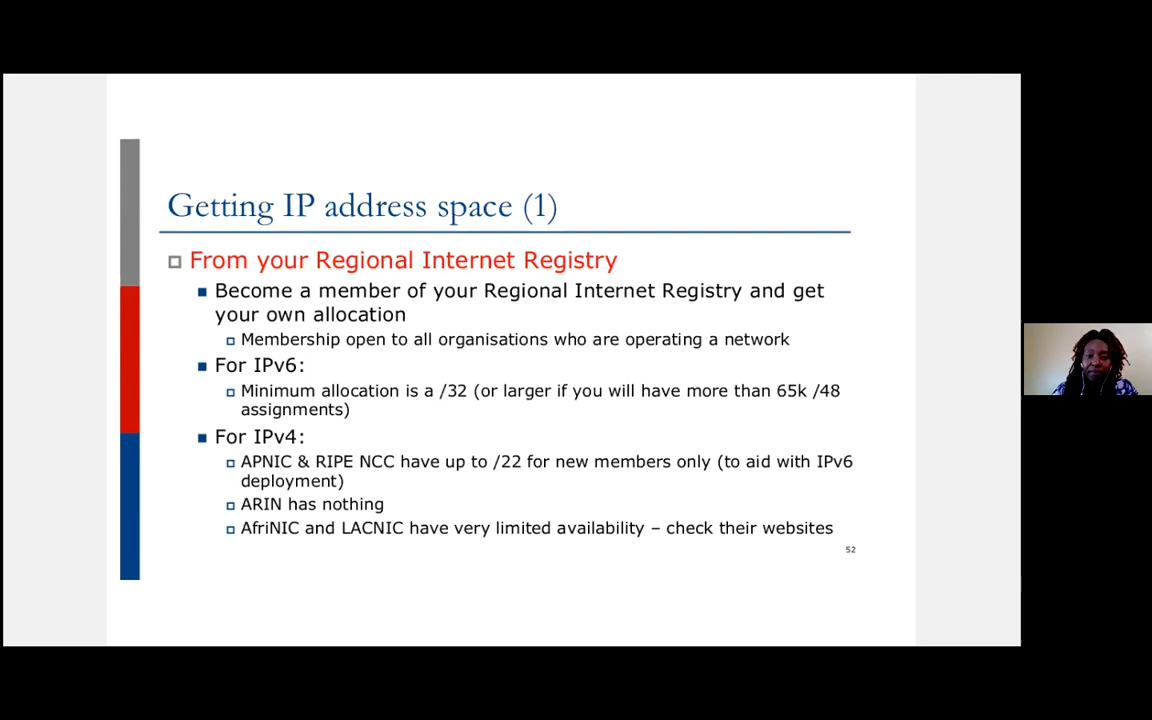 Getting IP address space (1)
From your Regional Internet Registry
Become a member of your Regional Internet Registry and get
your own allocation
Membership open to all organisations who are operating a network
For IPv6:
Minimum allocation is a /32 (or larger if you will have more than 65k /48
assignments)
For IPv4:
APNIC & RIPE NCC have up to /22 for new members only (to aid with IPv6
deployment)
ARIN has nothing
AfriNIC and LACNIC have very limited availability – check their websites
52